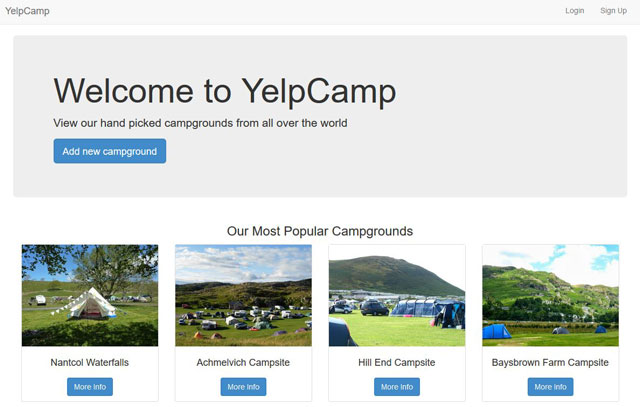 YelpCamp Login Sign Up
Welcome to YelpCamp
View our hand picked campgrounds from all over the world
Add new campground
Our Most Popular Campgrounds
Nantcol Waterfalls Achmelvich Campsite Hill End Campsite Baysbrown Farm Campsite
More Info More Info More Info More Info